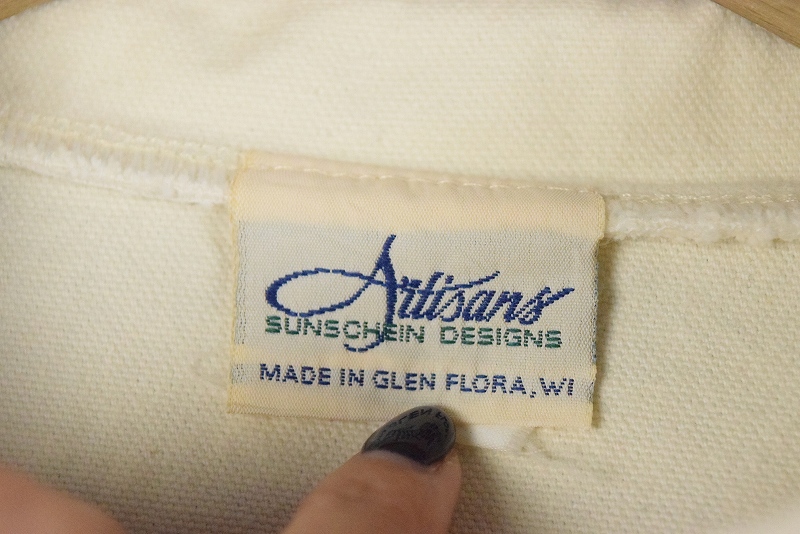 Artisans
SUNSCHEIN DESIGNS
MADE IN GLEN FLORA, WI